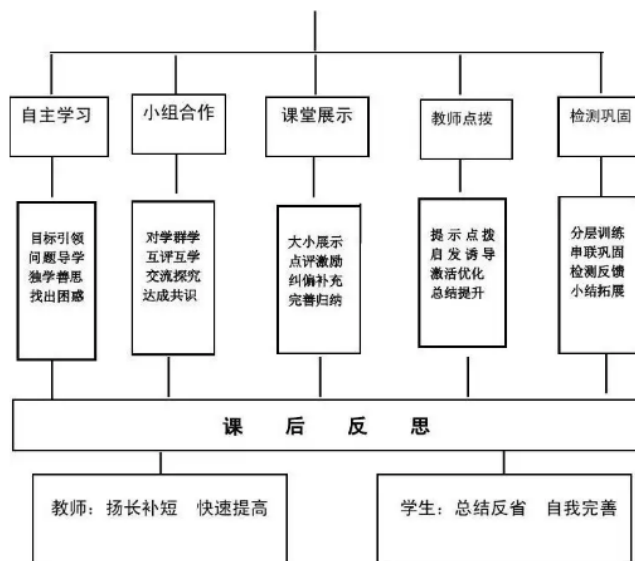 自主学习
小组合作
课堂展示
教师点拨
检测巩固
目标引领
问题导学
独学善思
找出困惑
对学群学
互评互学
交流探究
达成共识
大小展示
点评激励
纠偏补充
完善归纳
提示点拨
启发诱导
激活优化
总结提升
分层训练
串联巩固
检测反馈
小结拓展
课 后 反 思
教师：扬长补短 快速提高
学生：总结反省 自我完善